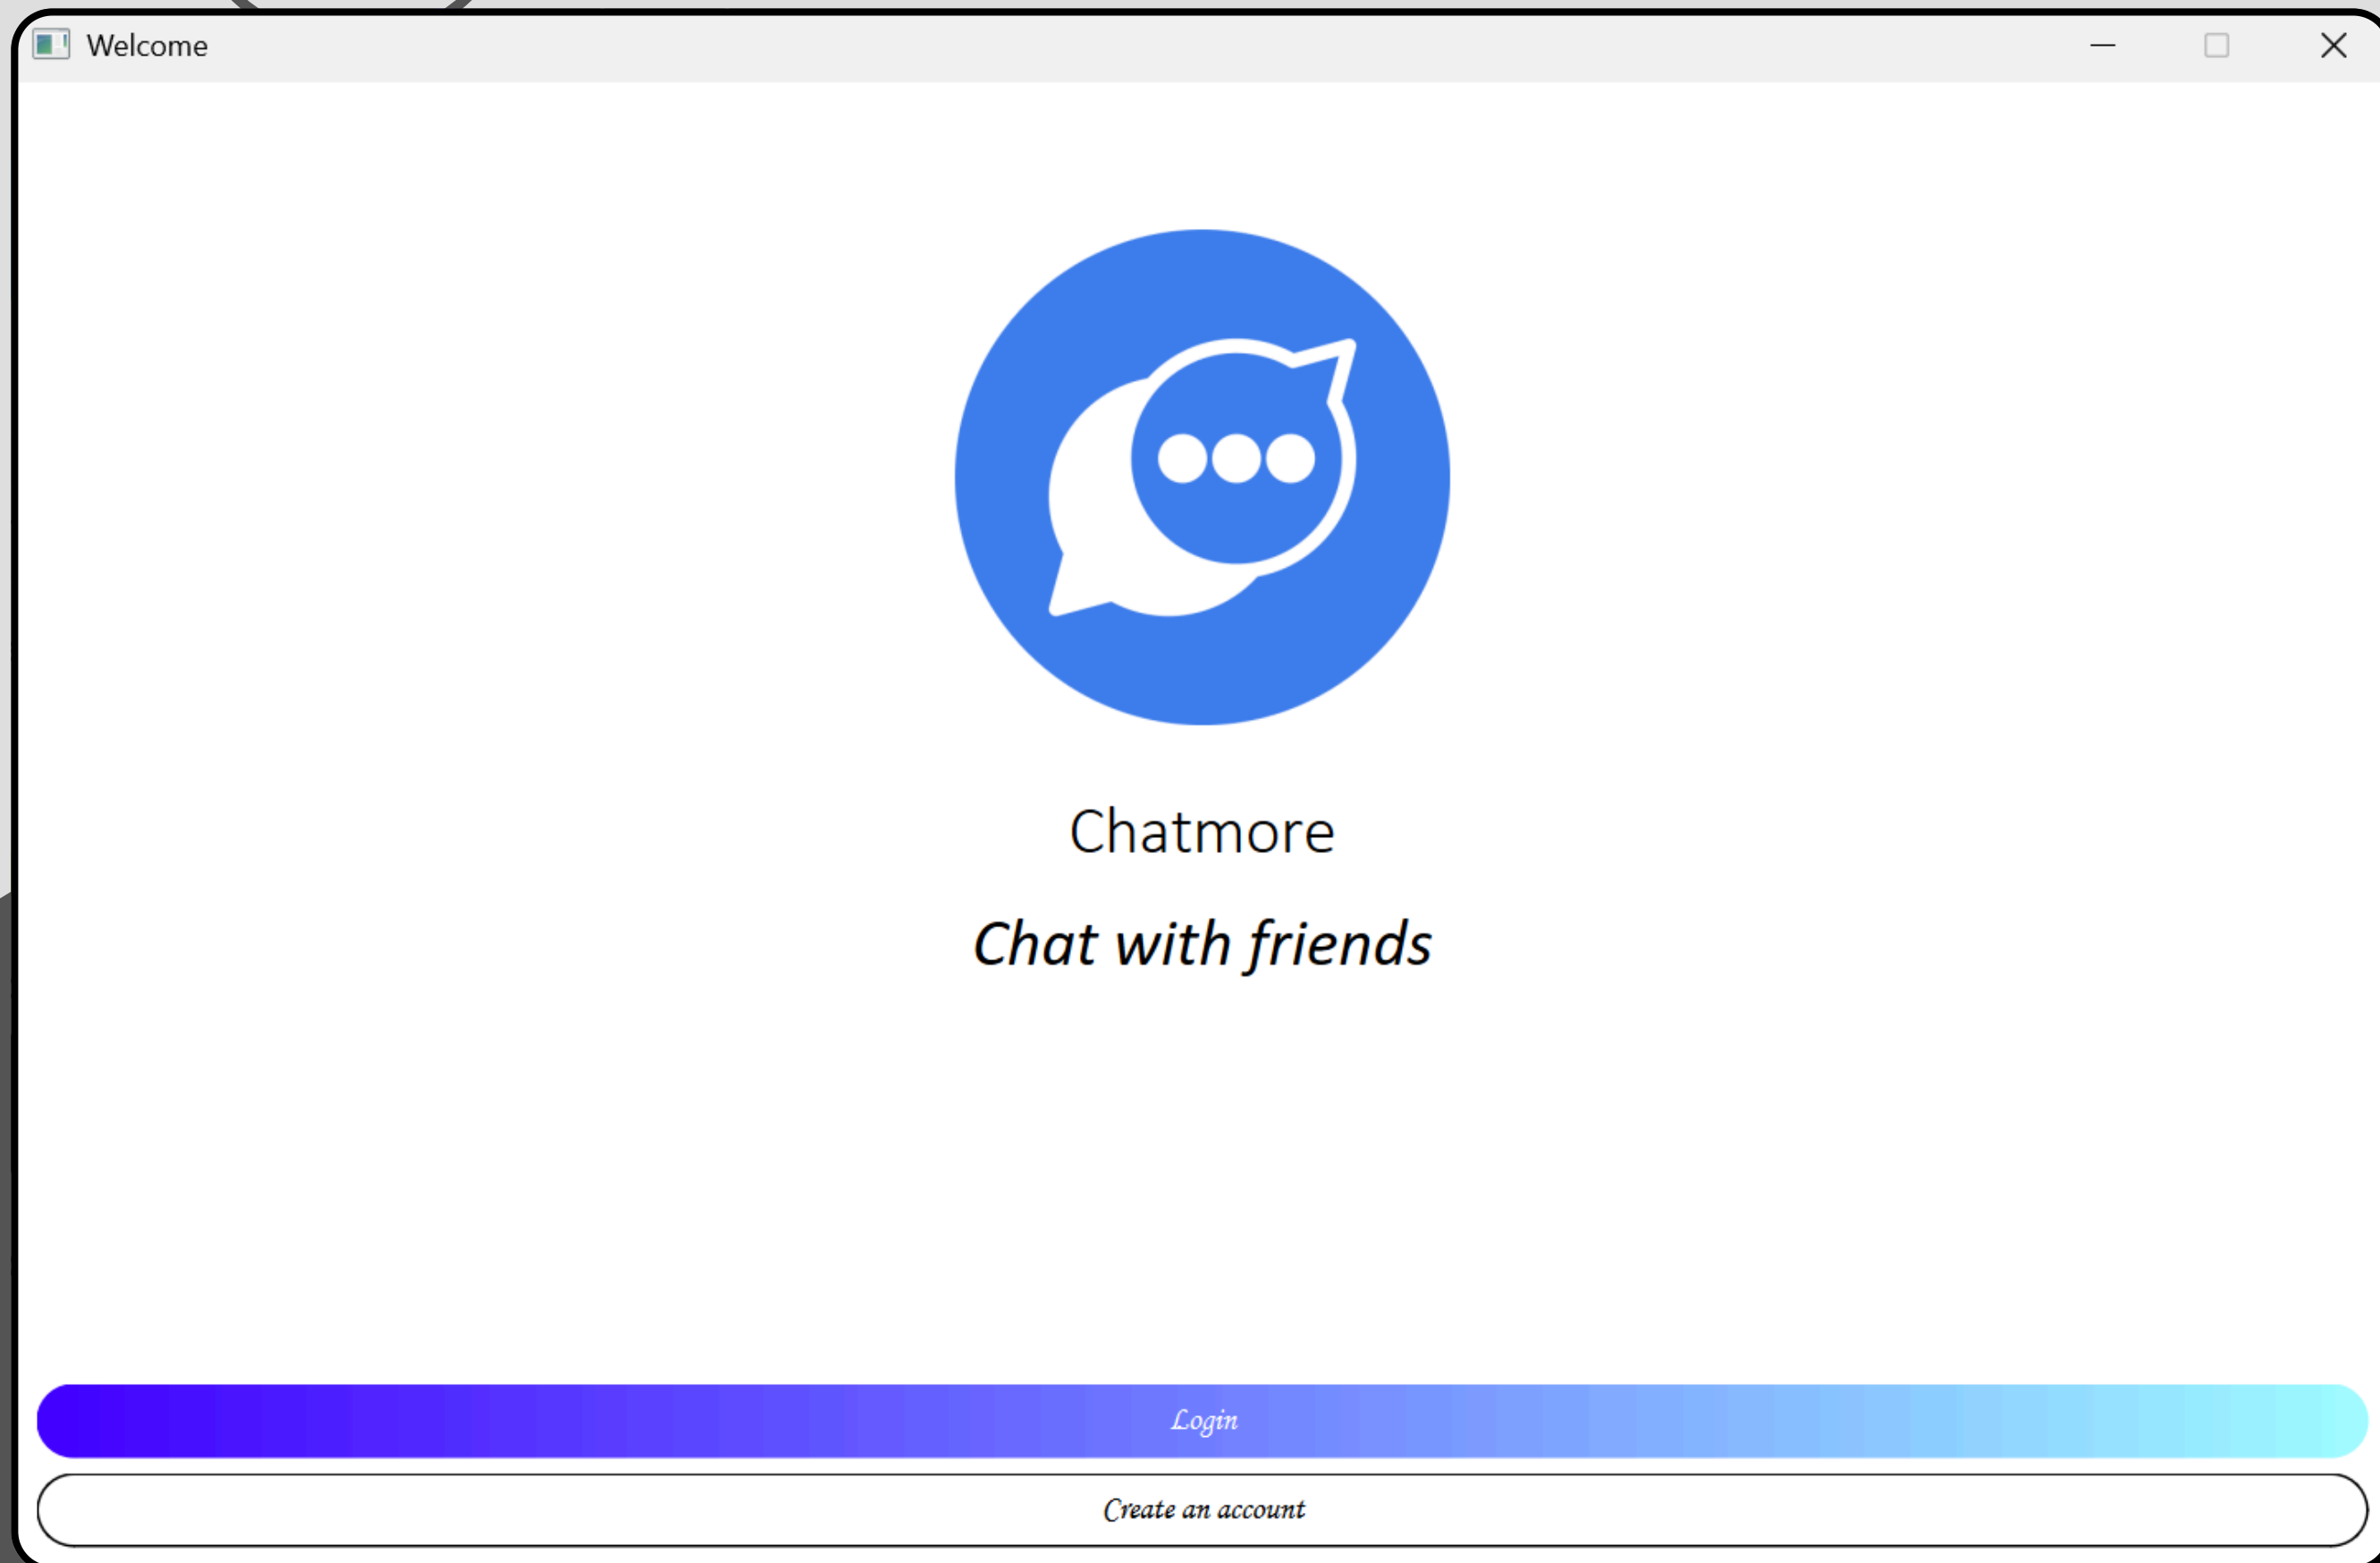 Welcome
Chatmore
Chat with friends
Login
Create an account